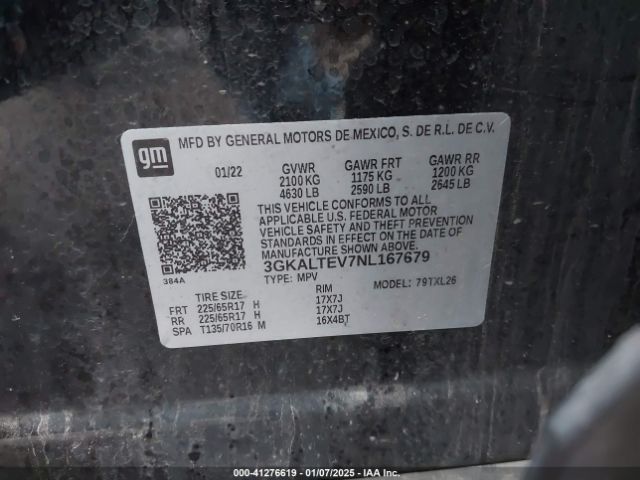 gm
MFD BY GENERAL MOTORS DE MEXICO, S. DE R.L. DE C.V.
01/22 GVWR GAWR FRT GAWR RR
2100 KG 1175 KG 1200 KG
4630 LB 2590 LB 2645 LB
THIS VEHICLE CONFORMS TO ALL
APPLICABLE U.S. FEDERAL MOTOR
VEHICLE SAFETY AND THEFT PREVENTION
STANDARDS IN EFFECT ON THE DATE OF
MANUFACTURE SHOWN ABOVE.
384A
3GKALTEV7NL167679
TYPE: MPV MODEL: 79TXL26
TIRE SIZE RIM
FRT 225/65R17 H 17X7J
RR 225/65R17 H 17X7J
SPA T135/70R16 M 16X4BT
000-41276619 - 01/07/2025 - IAA Inc.